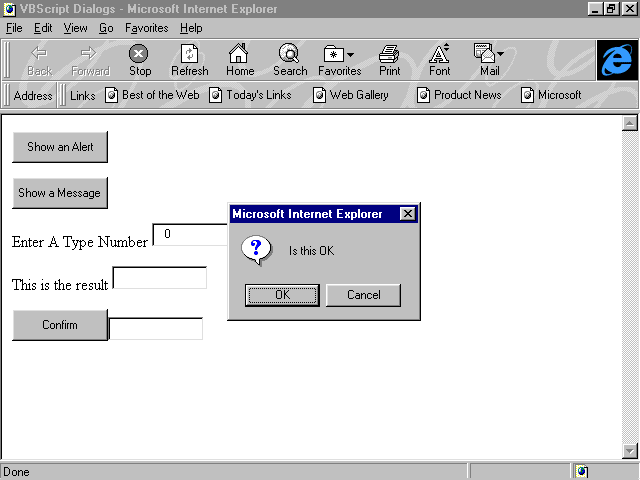 VBScript Dialogs - Microsoft Internet Explorer
File Edit View Go Favorites Help
Back Forward Stop Refresh Home Search Favorites Print Font Mail
Address Links Best of the Web Today's Links Web Gallery Product News Microsoft
Show an Alert
Show a Message
Enter A Type Number 0
This is the result
Confirm
Microsoft Internet Explorer
Is this OK
OK Cancel
Done